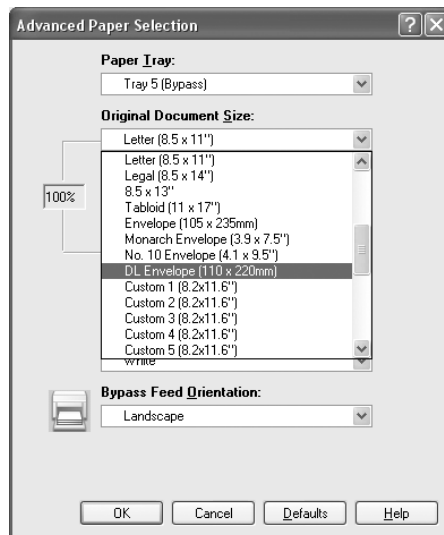 Advanced Paper Selection
Paper Tray:
Tray 5 (Bypass)
Original Document Size:
Letter (8.5 x 11")
100%
Letter (8.5 x 11")
Legal (8.5 x 14")
8.5 x 13"
Tabloid (11 x 17")
Envelope (105 x 235mm)
Monarch Envelope (3.9 x 7.5")
No. 10 Envelope (4.1 x 9.5")
DL Envelope (110 x 220mm)
Custom 1 (8.2x11.6")
Custom 2 (8.2x11.6")
Custom 3 (8.2x11.6")
Custom 4 (8.2x11.6")
Custom 5 (8.2x11.6")
White
Bypass Feed Orientation:
Landscape
OK Cancel Defaults Help